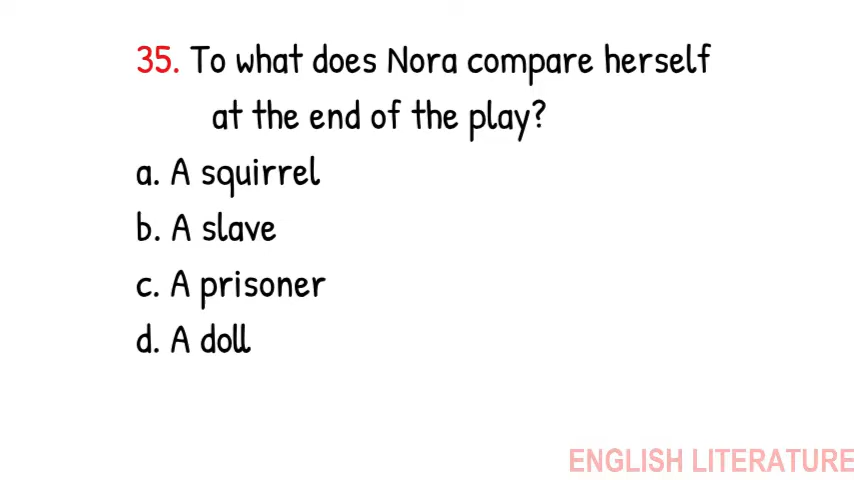 35. To what does Nora compare herself
at the end of the play?
a. A squirrel
b. A slave
c. A prisoner
d. A doll
ENGLISH LITERATURE